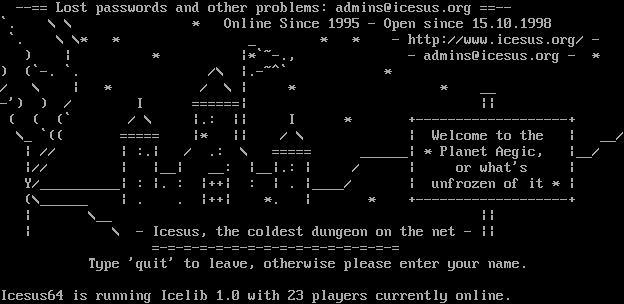 --== Lost passwords and other problems: admins@icesus.org ==--
Online Since 1995 - Open since 15.10.1998
- http://www.icesus.org/ -
- admins@icesus.org -
Welcome to the
Planet Aegic,
or what's
unfrozen of it
- Icesus, the coldest dungeon on the net -
Type 'quit' to leave, otherwise please enter your name.
Icesus64 is running Icelib 1.0 with 23 players currently online.